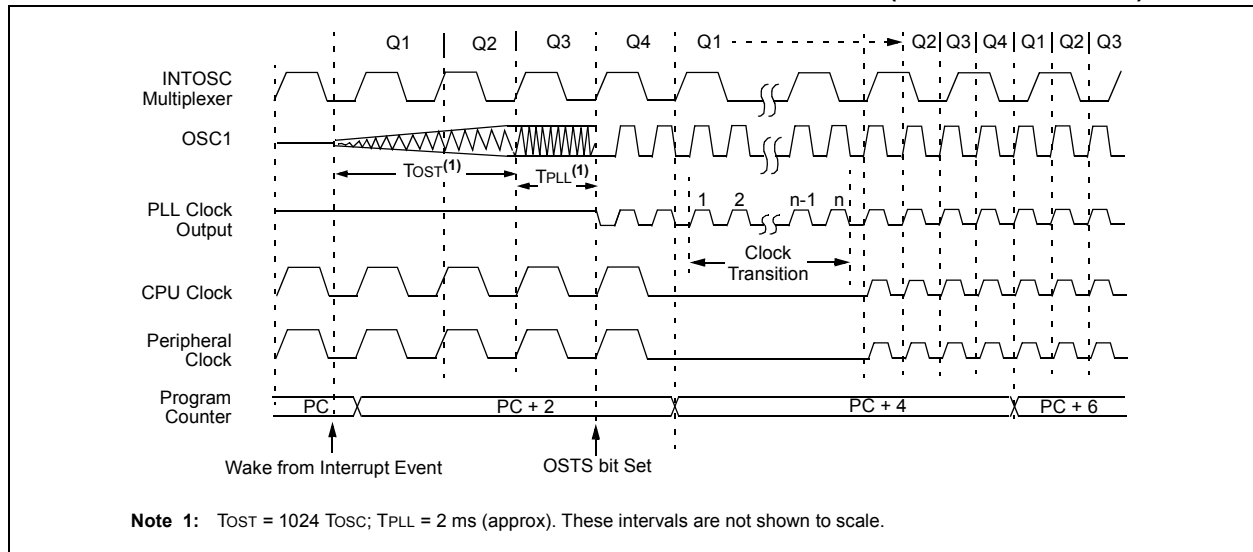 Q1 Q2 Q3 Q4 Q1 Q2 Q3 Q4 Q1 Q2 Q3
INTOSC
Multiplexer
OSC1
TOST(1)
TPLL(1)
PLL Clock
Output
1 2 n-1 n
Clock
Transition
CPU Clock
Peripheral
Clock
Program
Counter
PC PC + 2 PC + 4 PC + 6
Wake from Interrupt Event
OSTS bit Set
Note 1: TOST = 1024 TOSC; TPLL = 2 ms (approx). These intervals are not shown to scale.